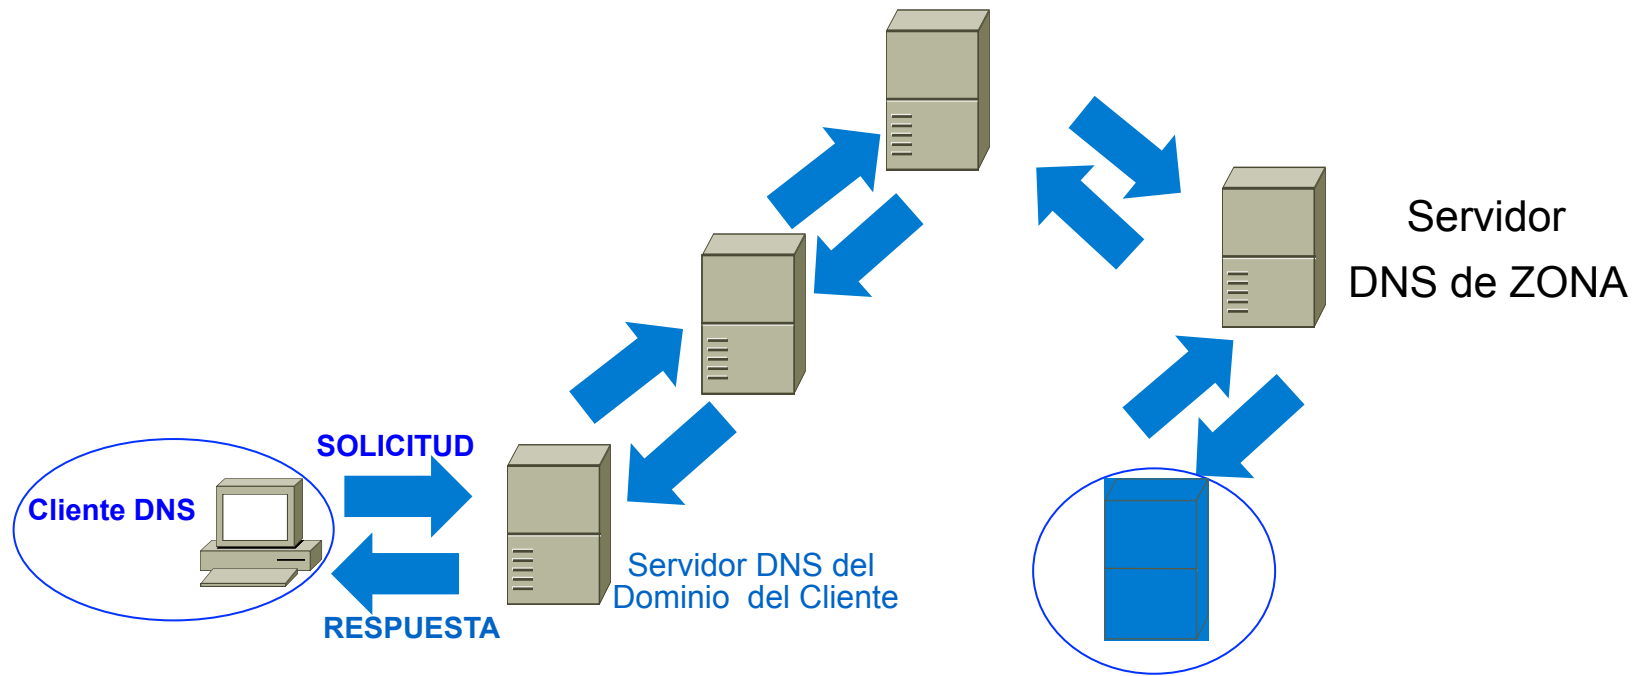 Servidor
DNS de ZONA
SOLICITUD
Cliente DNS
Servidor DNS del
Dominio del Cliente
RESPUESTA